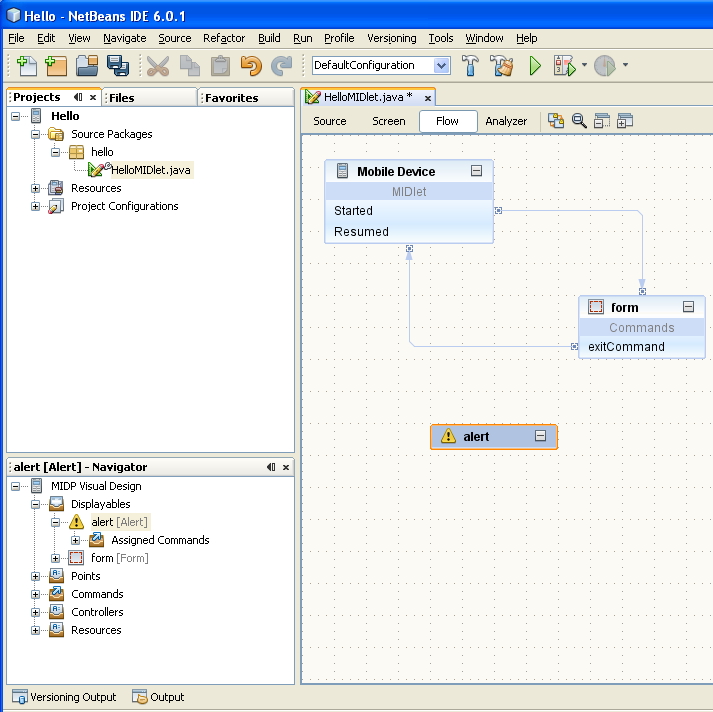 Hello - NetBeans IDE 6.0.1
File Edit View Navigate Source Refactor Build Run Profile Versioning Tools Window Help
DefaultConfiguration
Projects
Files
Favorites
Hello
Source Packages
hello
HelloMIDlet.java
Resources
Project Configurations
alert [Alert] - Navigator
MIDP Visual Design
Displayables
alert [Alert]
Assigned Commands
form [Form]
Points
Commands
Controllers
Resources
HelloMIDlet.java *
Source Screen Flow Analyzer
Mobile Device
MIDlet
Started
Resumed
form
Commands
exitCommand
alert
Versioning Output
Output